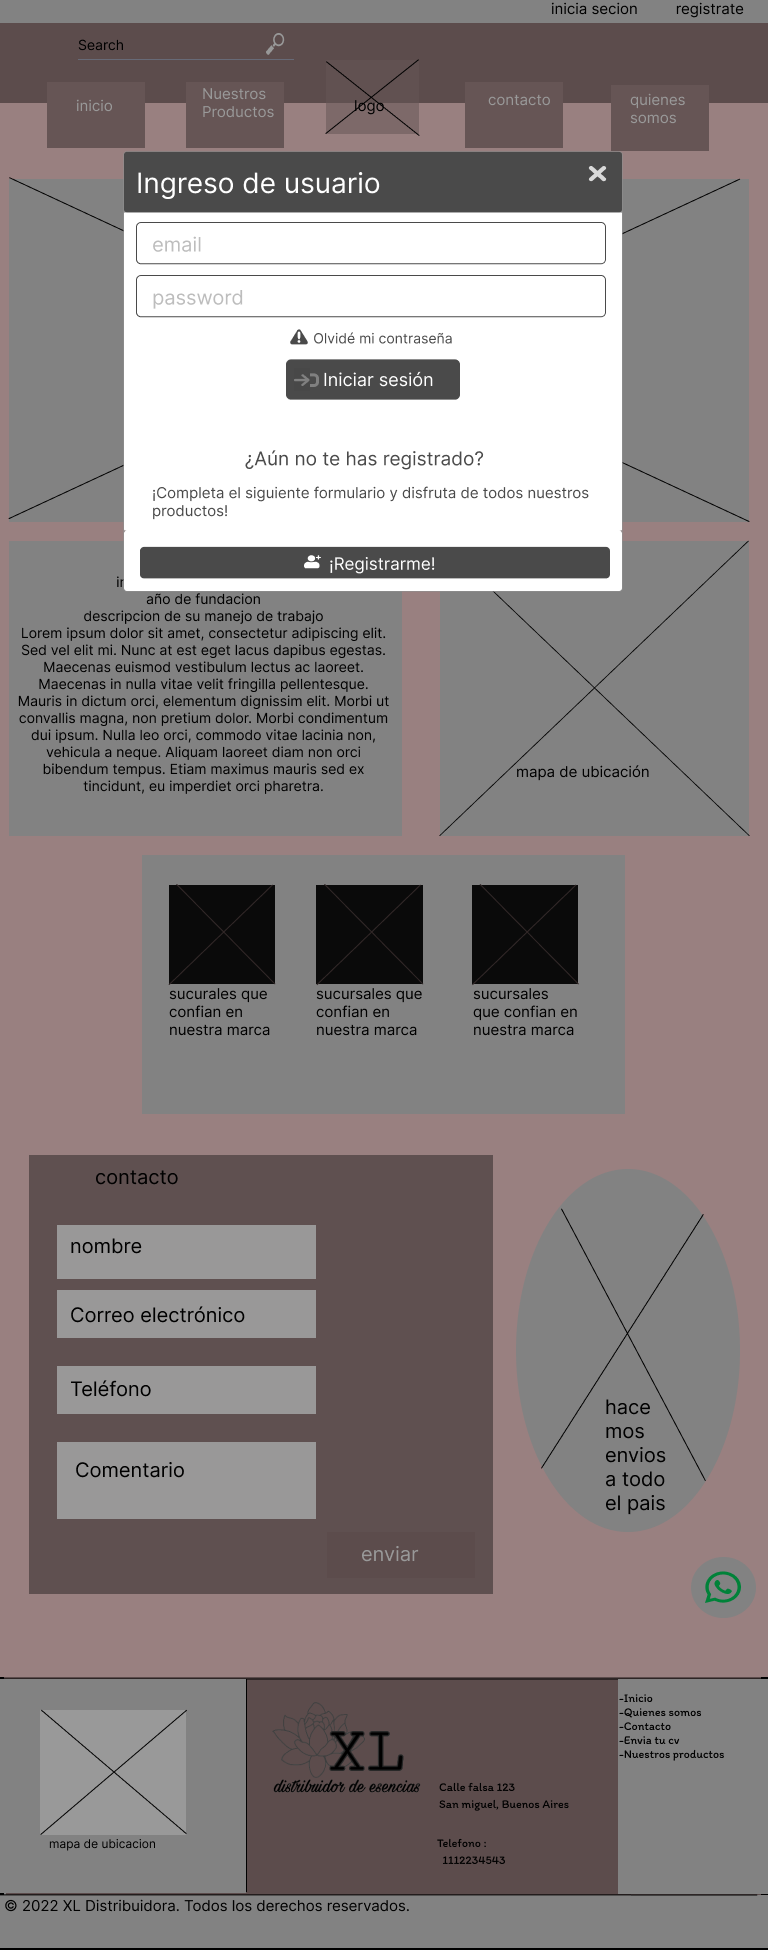 inicia secion
registrate
Search
inicio
Nuestros
Productos
logo
contacto
quienes
somos
Ingreso de usuario
email
password
Olvidé mi contraseña
Iniciar sesión
¿Aún no te has registrado?
¡Completa el siguiente formulario y disfruta de todos nuestros
productos!
¡Registrarme!
año de fundacion
descripcion de su manejo de trabajo
Lorem ipsum dolor sit amet, consectetur adipiscing elit.
Sed vel elit mi. Nunc at est eget lacus dapibus egestas.
Maecenas euismod vestibulum lectus ac laoreet.
Maecenas in nulla vitae velit fringilla pellentesque.
Mauris in dictum orci, elementum dignissim elit. Morbi ut
convallis magna, non pretium dolor. Morbi condimentum
dui ipsum. Nulla leo orci, commodo vitae lacinia non,
vehicula a neque. Aliquam laoreet diam non orci
bibendum tempus. Etiam maximus mauris sed ex
tincidunt, eu imperdiet orci pharetra.
mapa de ubicación
sucurales que
confian en
nuestra marca
sucursales que
confian en
nuestra marca
sucursales
que confian en
nuestra marca
contacto
nombre
Correo electrónico
Teléfono
Comentario
enviar
hace
mos
envios
a todo
el pais
mapa de ubicacion
XL
distribuidor de esencias
Calle falsa 123
San miguel, Buenos Aires
Telefono :
1112234543
-Inicio
-Quienes somos
-Contacto
-Envia tu cv
-Nuestros productos
© 2022 XL Distribuidora. Todos los derechos reservados.